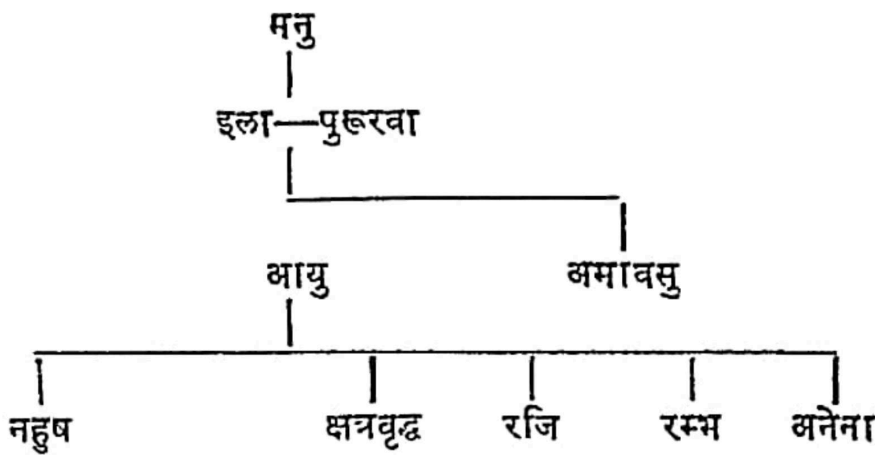 मनु
इला—पुरूरवा
आयु अमावसु
नहुष क्षत्रवृद्ध रजि रम्भ अनेना